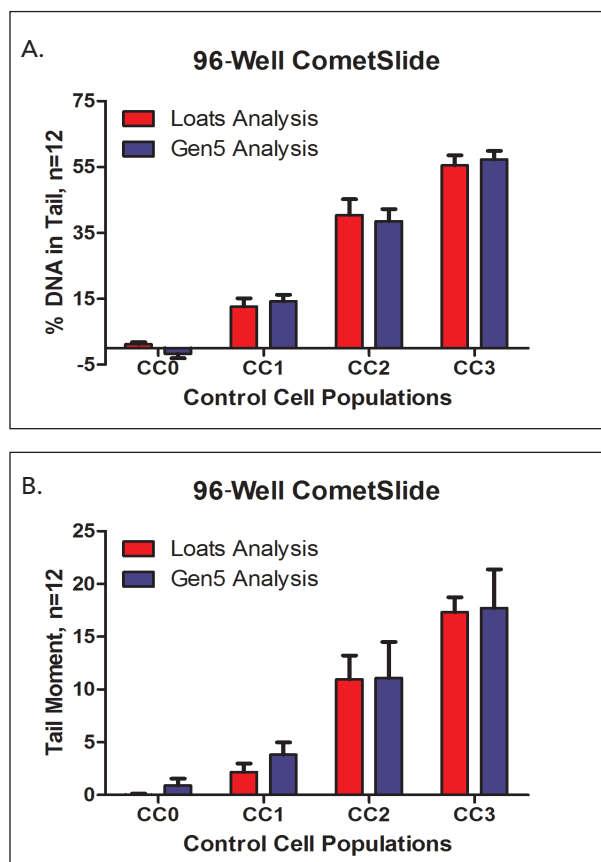 A.
96-Well CometSlide
Loats Analysis
Gen5 Analysis
% DNA in Tail, n=12
75
55
35
15
-5
CC0 CC1 CC2 CC3
Control Cell Populations
B.
96-Well CometSlide
Loats Analysis
Gen5 Analysis
Tail Moment, n=12
25
20
15
10
5
0
CC0 CC1 CC2 CC3
Control Cell Populations